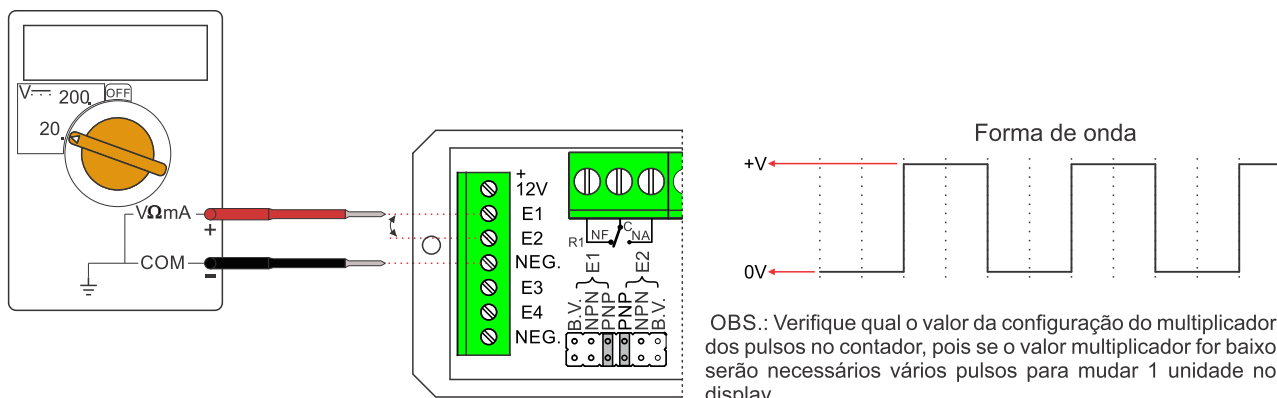 V
200
OFF
20
VΩmA
+
COM
–
+
12V
E1
E2
NEG.
E3
E4
NEG.
R1
NF
C
NA
E1
E2
B.V.
NPN
PNP
PNP
NPN
B.V.
Forma de onda
+V
0V
OBS.: Verifique qual o valor da configuração do multiplicador
dos pulsos no contador, pois se o valor multiplicador for baixo
serão necessários vários pulsos para mudar 1 unidade no
display